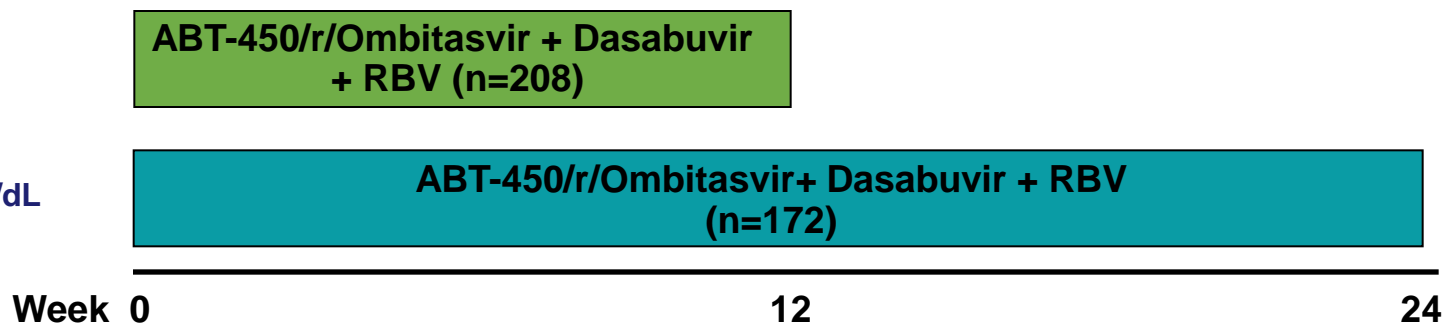 ABT-450/r/Ombitasvir + Dasabuvir
+ RBV (n=208)
/dL
ABT-450/r/Ombitasvir+ Dasabuvir + RBV
(n=172)
Week 0 12 24